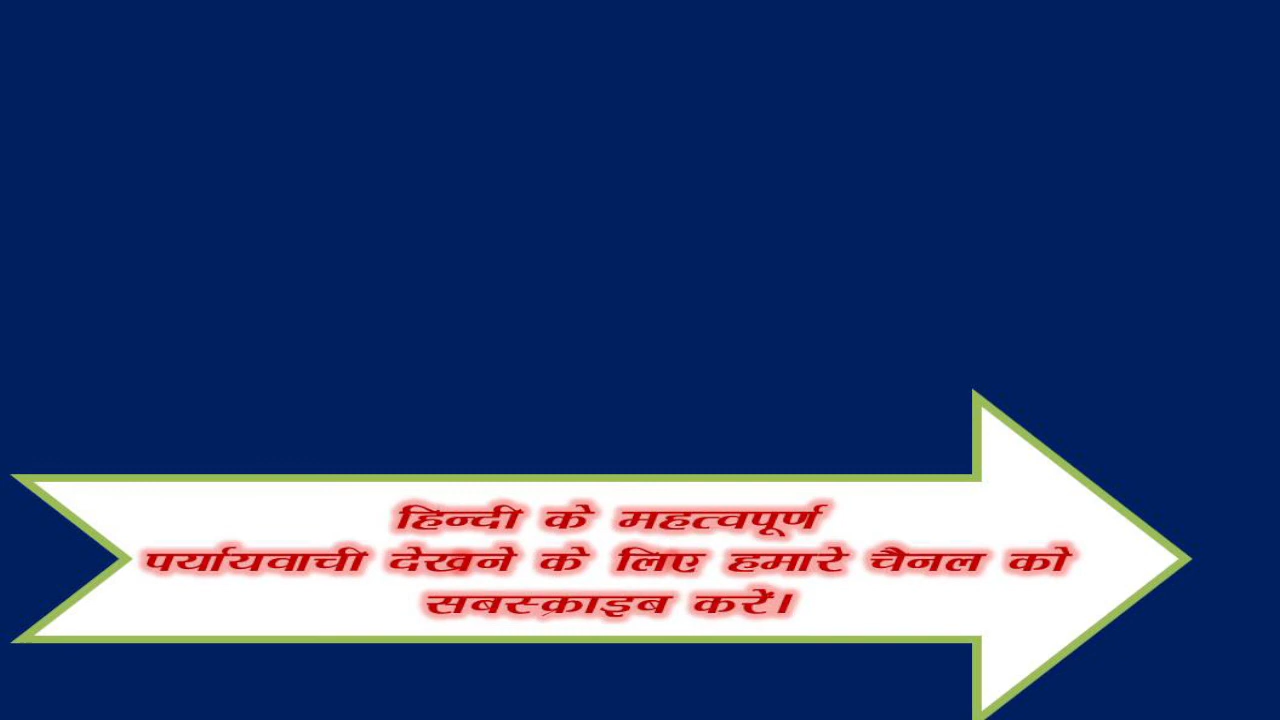 हिन्दी के महत्वपूर्ण
पर्यायवाची देखने के लिए हमारे चैनल को
सबस्क्राइब करें।